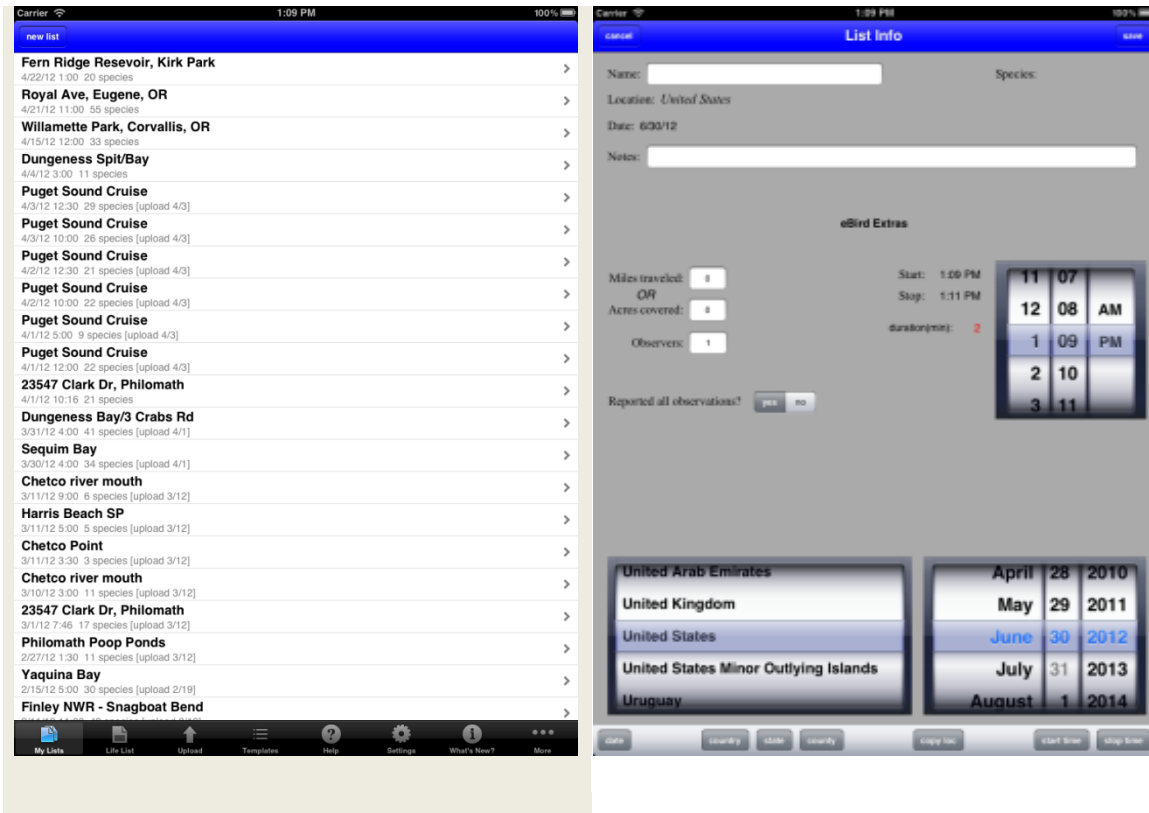 Carrier 1:09 PM 100%
new list
Fern Ridge Resevoir, Kirk Park
4/22/12 1:00 20 species
Royal Ave, Eugene, OR
4/21/12 11:00 55 species
Willamette Park, Corvallis, OR
4/15/12 12:00 33 species
Dungeness Spit/Bay
4/4/12 3:00 11 species
Puget Sound Cruise
4/3/12 12:30 29 species [upload 4/3]
Puget Sound Cruise
4/3/12 10:00 26 species [upload 4/3]
Puget Sound Cruise
4/2/12 12:30 21 species [upload 4/3]
Puget Sound Cruise
4/2/12 10:00 22 species [upload 4/3]
Puget Sound Cruise
4/1/12 5:00 9 species [upload 4/3]
Puget Sound Cruise
4/1/12 12:00 22 species [upload 4/3]
23547 Clark Dr, Philomath
4/1/12 10:16 21 species
Dungeness Bay/3 Crabs Rd
3/31/12 4:00 41 species [upload 4/1]
Sequim Bay
3/30/12 4:00 34 species [upload 4/1]
Chetco river mouth
3/11/12 9:00 6 species [upload 3/12]
Harris Beach SP
3/11/12 5:00 5 species [upload 3/12]
Chetco Point
3/11/12 3:30 3 species [upload 3/12]
Chetco river mouth
3/10/12 3:00 11 species [upload 3/12]
23547 Clark Dr, Philomath
3/1/12 7:46 17 species [upload 3/12]
Philomath Poop Ponds
2/27/12 1:30 11 species [upload 3/12]
Yaquina Bay
2/15/12 5:00 30 species [upload 2/19]
Finley NWR - Snagboat Bend
My Lists Life List Upload Templates Help Settings What's New? More
Carrier 1:09 PM 100%
cancel List Info save
Name: Species:
Location: United States
Date: 6/30/12
Notes:
eBird Extras
Miles traveled: 0 Start: 1:09 PM
OR Stop: 1:11 PM
Acres covered: 0
duration(min): 2
Observers: 1
Reported all observations? yes no
11 07
12 08 AM
1 09 PM
2 10
3 11
United Arab Emirates April 28 2010
United Kingdom May 29 2011
United States June 30 2012
United States Minor Outlying Islands July 31 2013
Uruguay August 1 2014
date country state county copy loc start time stop time